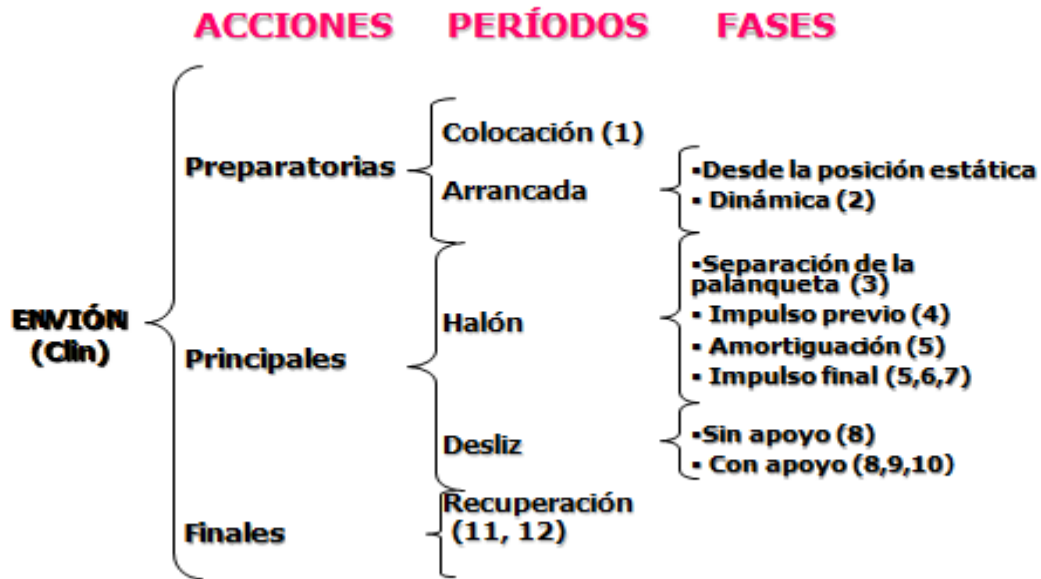 ACCIONES PERÍODOS FASES
Colocación (1)
Preparatorias
Arrancada
▪Desde la posición estática
▪ Dinámica (2)
▪Separación de la
palanqueta (3)
▪ Impulso previo (4)
▪ Amortiguación (5)
▪ Impulso final (5,6,7)
Halón
ENVIÓN
(Clin)
Principales
Desliz
▪Sin apoyo (8)
▪ Con apoyo (8,9,10)
Recuperación
(11, 12)
Finales